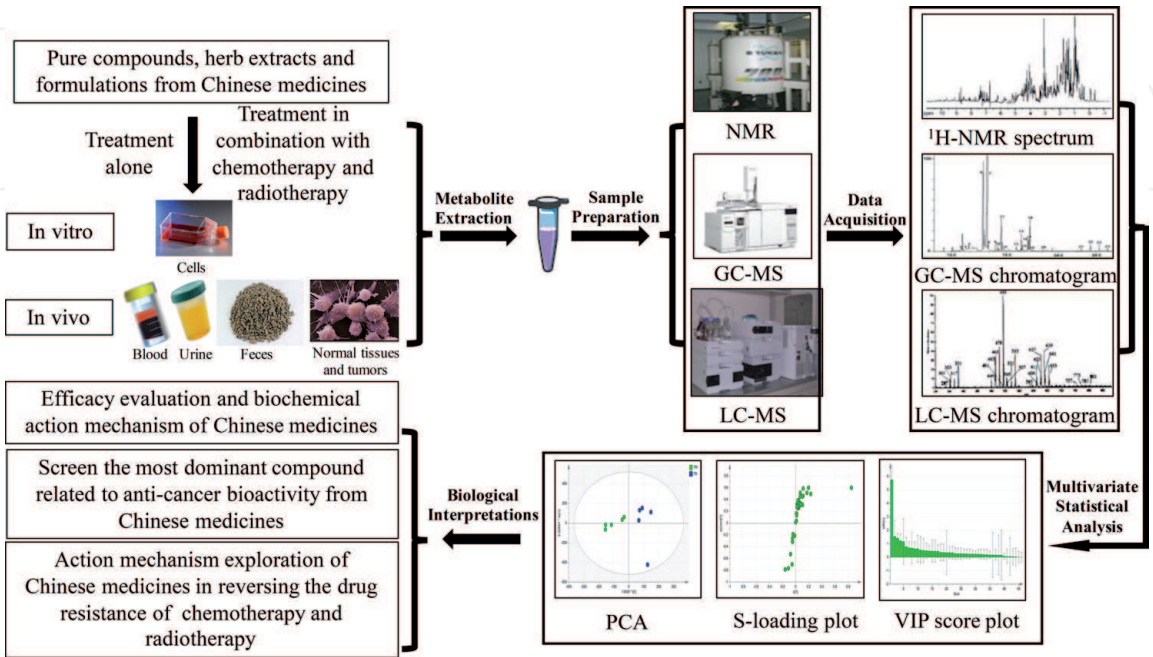 Pure compounds, herb extracts and
formulations from Chinese medicines
Treatment
alone
Treatment in
combination with
chemotherapy and
radiotherapy
In vitro
Cells
In vivo
Blood
Urine
Feces
Normal tissues
and tumors
Metabolite
Extraction
Sample
Preparation
NMR
GC-MS
LC-MS
Data
Acquisition
¹H-NMR spectrum
GC-MS chromatogram
LC-MS chromatogram
Multivariate
Statistical
Analysis
PCA
S-loading plot
VIP score plot
Biological
Interpretations
Efficacy evaluation and biochemical
action mechanism of Chinese medicines
Screen the most dominant compound
related to anti-cancer bioactivity from
Chinese medicines
Action mechanism exploration of
Chinese medicines in reversing the drug
resistance of chemotherapy and
radiotherapy